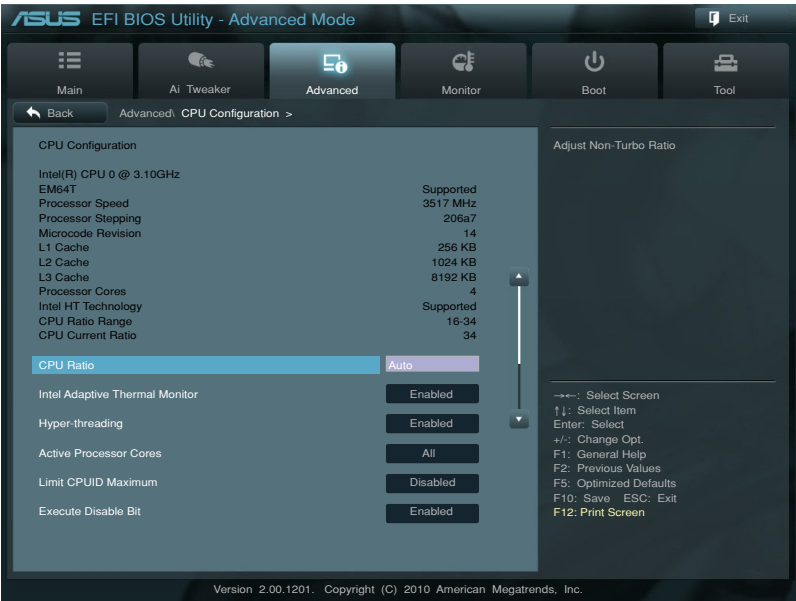 ASUS EFI BIOS Utility - Advanced Mode
Exit
Main
Ai Tweaker
Advanced
Monitor
Boot
Tool
Back
Advanced\ CPU Configuration >
CPU Configuration
Intel(R) CPU 0 @ 3.10GHz
EM64T Supported
Processor Speed 3517 MHz
Processor Stepping 206a7
Microcode Revision 14
L1 Cache 256 KB
L2 Cache 1024 KB
L3 Cache 8192 KB
Processor Cores 4
Intel HT Technology Supported
CPU Ratio Range 16-34
CPU Current Ratio 34
CPU Ratio Auto
Intel Adaptive Thermal Monitor Enabled
Hyper-threading Enabled
Active Processor Cores All
Limit CPUID Maximum Disabled
Execute Disable Bit Enabled
Adjust Non-Turbo Ratio
→←: Select Screen
↑↓: Select Item
Enter: Select
+/-: Change Opt.
F1: General Help
F2: Previous Values
F5: Optimized Defaults
F10: Save ESC: Exit
F12: Print Screen
Version 2.00.1201. Copyright (C) 2010 American Megatrends, Inc.